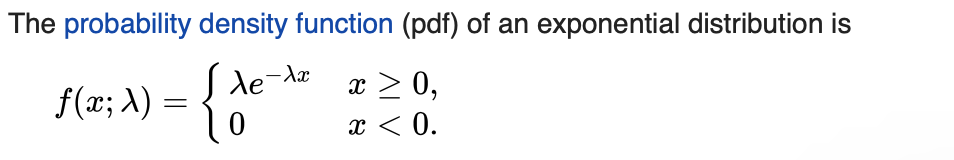 The probability density function (pdf) of an exponential distribution is
f(x; λ) = { λe^{−λx} x ≥ 0,
0 x < 0.